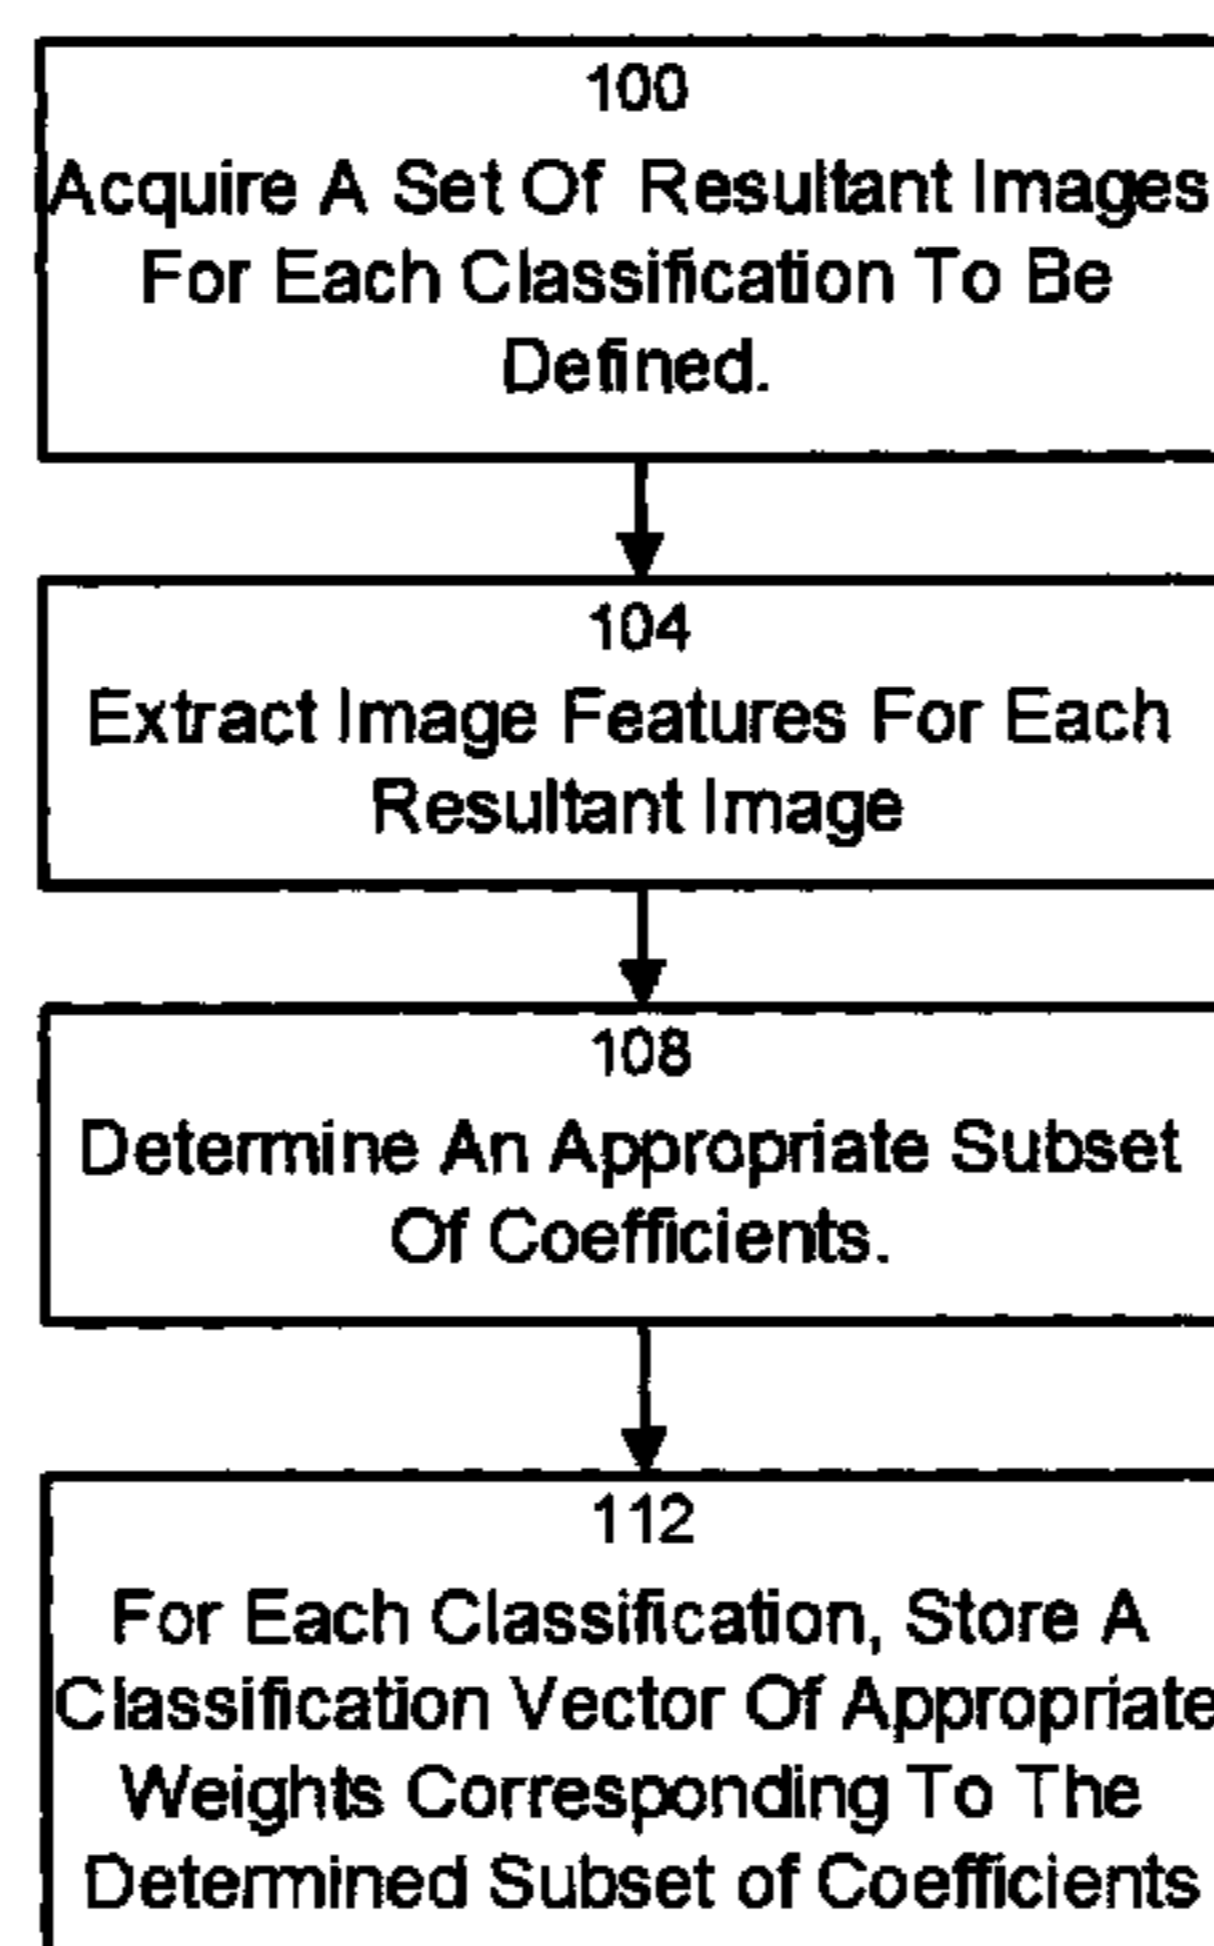 100
Acquire A Set Of Resultant Images
For Each Classification To Be
Defined.
104
Extract Image Features For Each
Resultant Image
108
Determine An Appropriate Subset
Of Coefficients.
112
For Each Classification, Store A
Classification Vector Of Appropriate
Weights Corresponding To The
Determined Subset of Coefficients